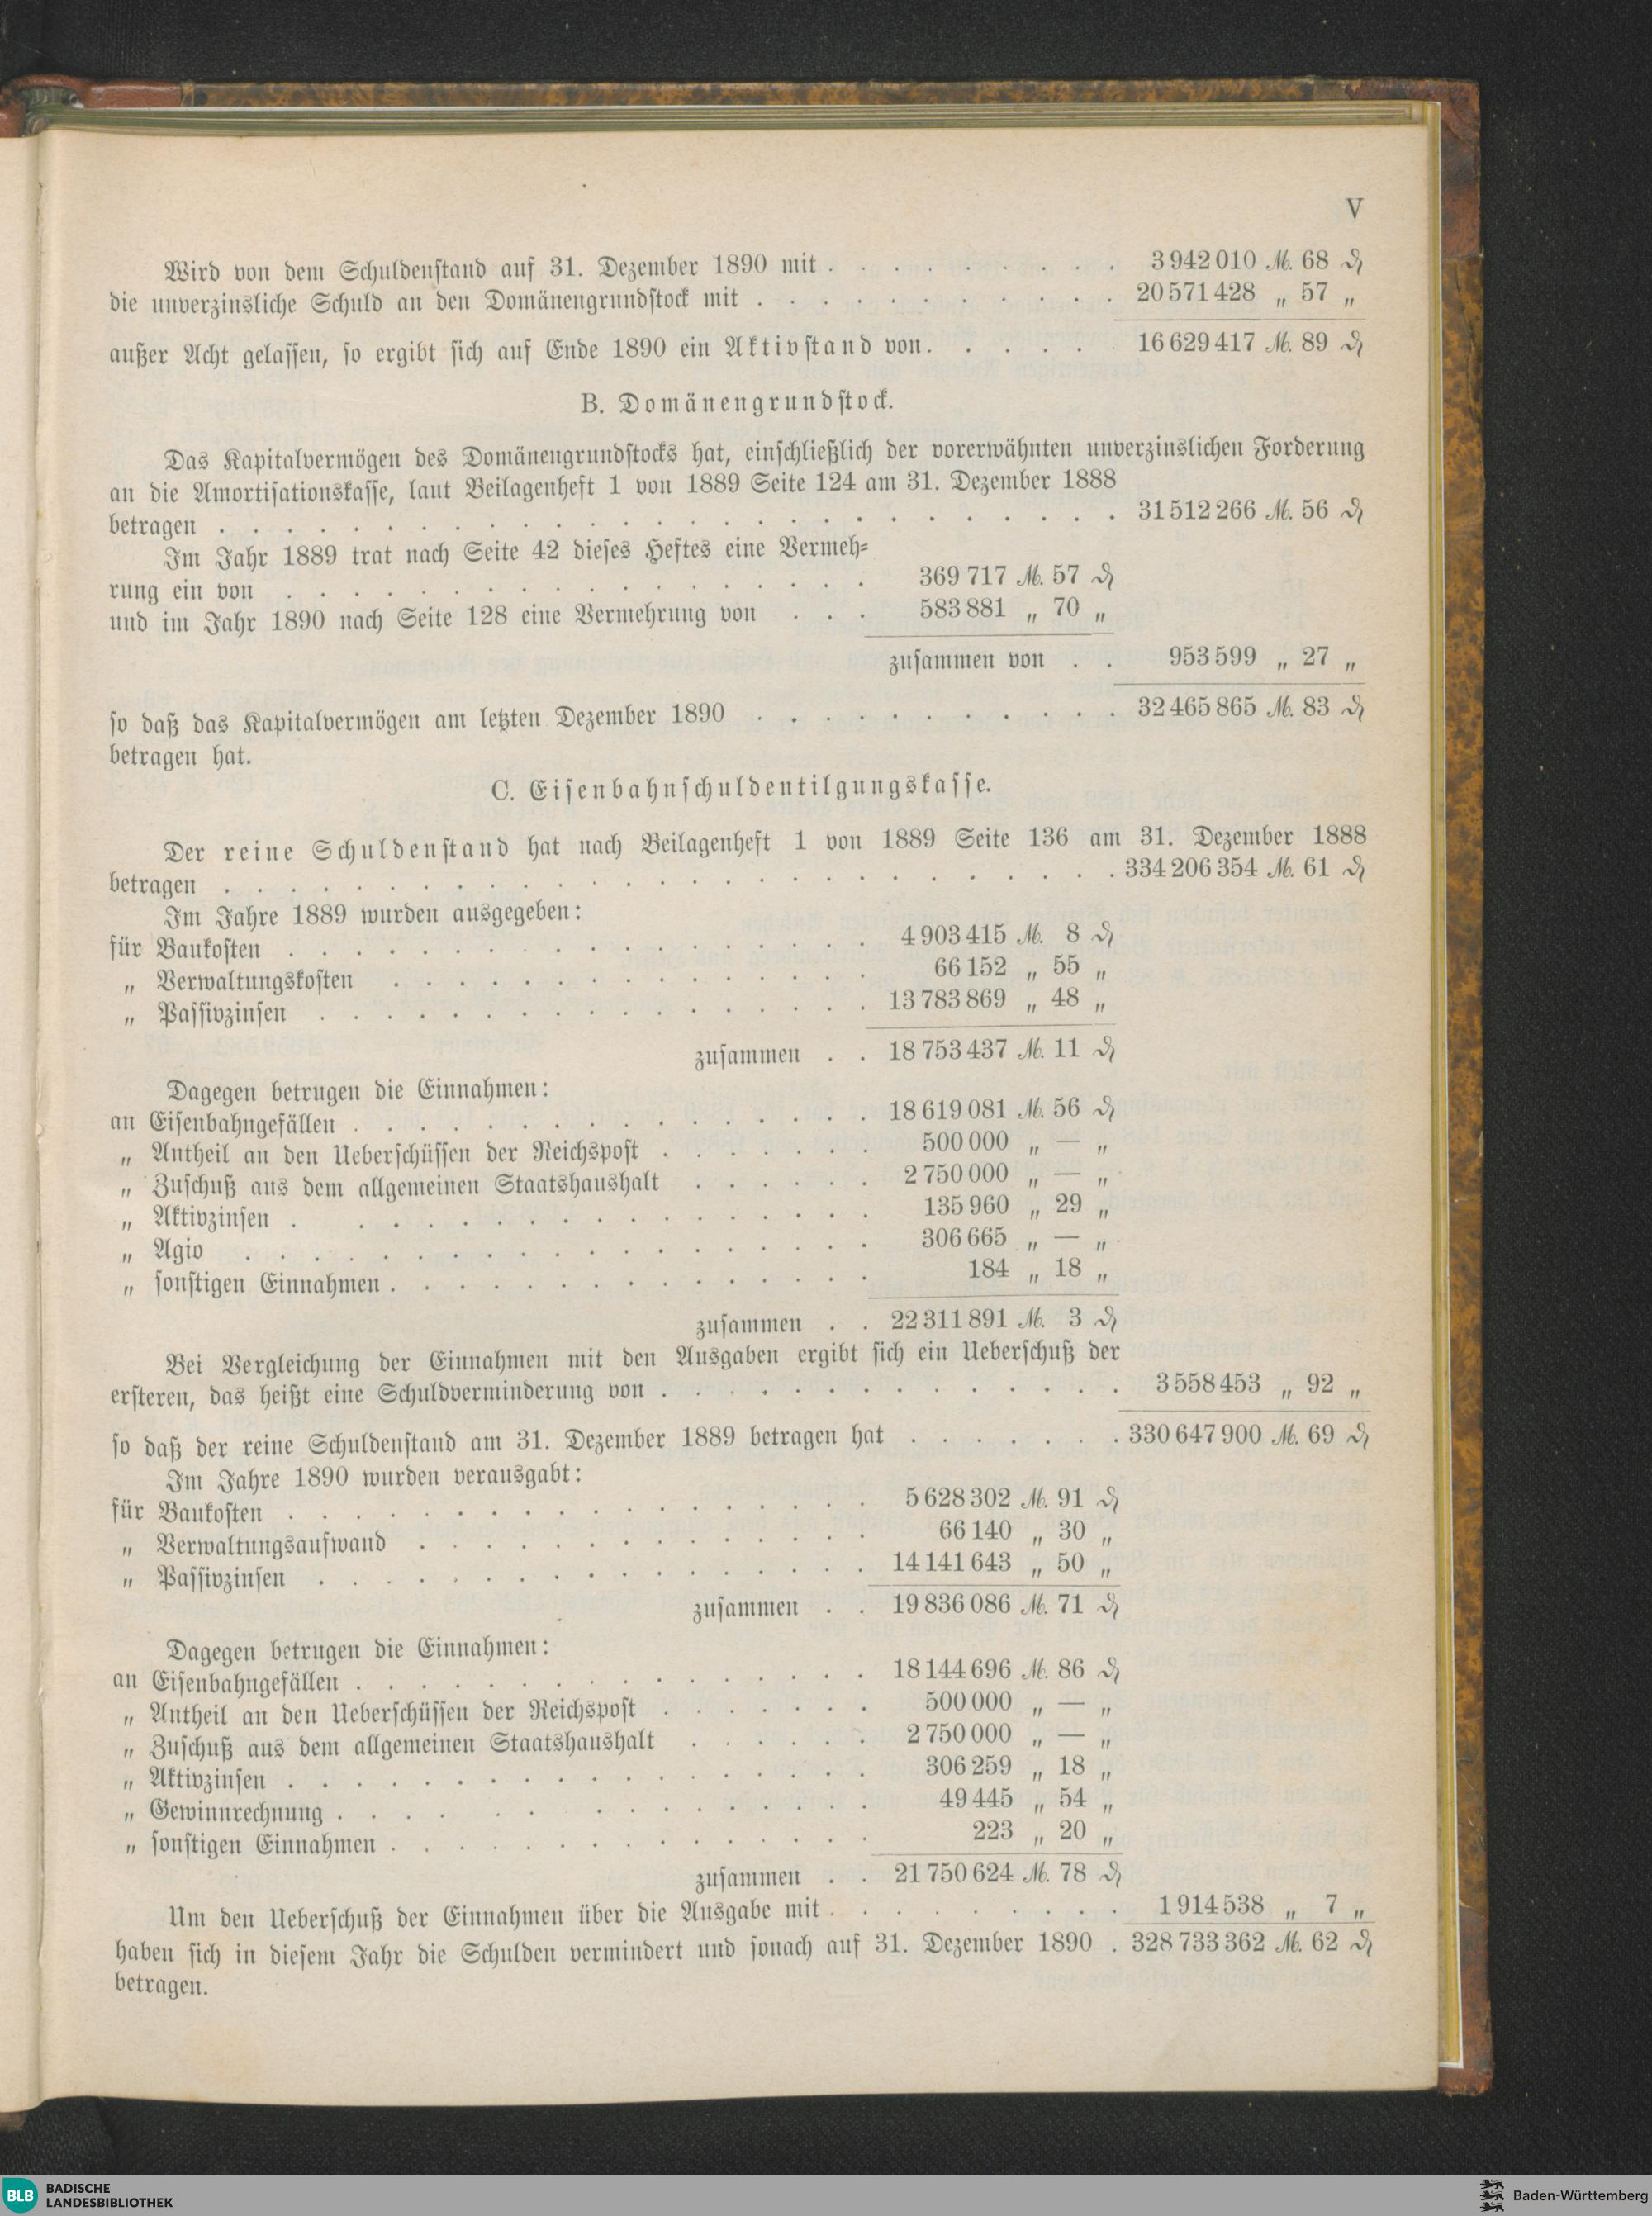 V
Wird von dem Schuldenstand auf 31. Dezember 1890 mit . . . . . . . . . 3 942 010 ℳ. 68 ₰
die unverzinsliche Schuld an den Domänengrundstock mit . . . . . . . . . . . 20 571 428 „ 57 „
außer Acht gelassen, so ergibt sich auf Ende 1890 ein Aktivstand von . . . . . . 16 629 417 ℳ. 89 ₰
B. Domänengrundstock.
Das Kapitalvermögen des Domänengrundstocks hat, einschließlich der vorerwähnten unverzinslichen Forderung
an die Amortisationskasse, laut Beilagenheft 1 von 1889 Seite 124 am 31. Dezember 1888
betragen . . . . . . . . . . . . . . . . . . . . . . . . . . . 31 512 266 ℳ. 56 ₰
Im Jahr 1889 trat nach Seite 42 dieses Heftes eine Vermeh-
rung ein von . . . . . . . . . . . . . . . . . . 369 717 ℳ. 57 ₰
und im Jahr 1890 nach Seite 128 eine Vermehrung von . . . 583 881 „ 70 „
zusammen von . . 953 599 „ 27 „
so daß das Kapitalvermögen am letzten Dezember 1890 . . . . . . . . . . . 32 465 865 ℳ. 83 ₰
betragen hat.
C. Eisenbahnschuldentilgungskasse.
Der reine Schuldenstand hat nach Beilagenheft 1 von 1889 Seite 136 am 31. Dezember 1888
betragen . . . . . . . . . . . . . . . . . . . . . . . . . . . 334 206 354 ℳ. 61 ₰
Im Jahre 1889 wurden ausgegeben:
für Baukosten . . . . . . . . . . . . . . . . . . 4 903 415 ℳ. 8 ₰
„ Verwaltungskosten . . . . . . . . . . . . . . . 66 152 „ 55 „
„ Passivzinsen . . . . . . . . . . . . . . . . . 13 783 869 „ 48 „
zusammen . . 18 753 437 ℳ. 11 ₰
Dagegen betrugen die Einnahmen:
an Eisenbahngefällen . . . . . . . . . . . . . . . . 18 619 081 ℳ. 56 ₰
„ Antheil an den Ueberschüssen der Reichspost . . . . . . . 500 000 „ — „
„ Zuschuß aus dem allgemeinen Staatshaushalt . . . . . . 2 750 000 „ — „
„ Aktivzinsen . . . . . . . . . . . . . . . . . 135 960 „ 29 „
„ Agio . . . . . . . . . . . . . . . . . . . 306 665 „ — „
„ sonstigen Einnahmen . . . . . . . . . . . . . . . 184 „ 18 „
zusammen . . 22 311 891 ℳ. 3 ₰
Bei Vergleichung der Einnahmen mit den Ausgaben ergibt sich ein Ueberschuß der
ersteren, das heißt eine Schuldverminderung von . . . . . . . . . . . . . . 3 558 453 „ 92 „
so daß der reine Schuldenstand am 31. Dezember 1889 betragen hat . . . . . . . 330 647 900 ℳ. 69 ₰
Im Jahre 1890 wurden verausgabt:
für Baukosten . . . . . . . . . . . . . . . . . . 5 628 302 ℳ. 91 ₰
„ Verwaltungsaufwand . . . . . . . . . . . . . . 66 140 „ 30 „
„ Passivzinsen . . . . . . . . . . . . . . . . . 14 141 643 „ 50 „
zusammen . . 19 836 086 ℳ. 71 ₰
Dagegen betrugen die Einnahmen:
an Eisenbahngefällen . . . . . . . . . . . . . . . . 18 144 696 ℳ. 86 ₰
„ Antheil an den Ueberschüssen der Reichspost . . . . . . . 500 000 „ — „
„ Zuschuß aus dem allgemeinen Staatshaushalt . . . . . . 2 750 000 „ — „
„ Aktivzinsen . . . . . . . . . . . . . . . . . . 306 259 „ 18 „
„ Gewinnrechnung . . . . . . . . . . . . . . . . 49 445 „ 54 „
„ sonstigen Einnahmen . . . . . . . . . . . . . . . 223 „ 20 „
zusammen . . 21 750 624 ℳ. 78 ₰
Um den Ueberschuß der Einnahmen über die Ausgabe mit . . . . . . . . . 1 914 538 „ 7 „
haben sich in diesem Jahr die Schulden vermindert und sonach auf 31. Dezember 1890 . 328 733 362 ℳ. 62 ₰
betragen.
BLB BADISCHE
LANDESBIBLIOTHEK
Baden-Württemberg